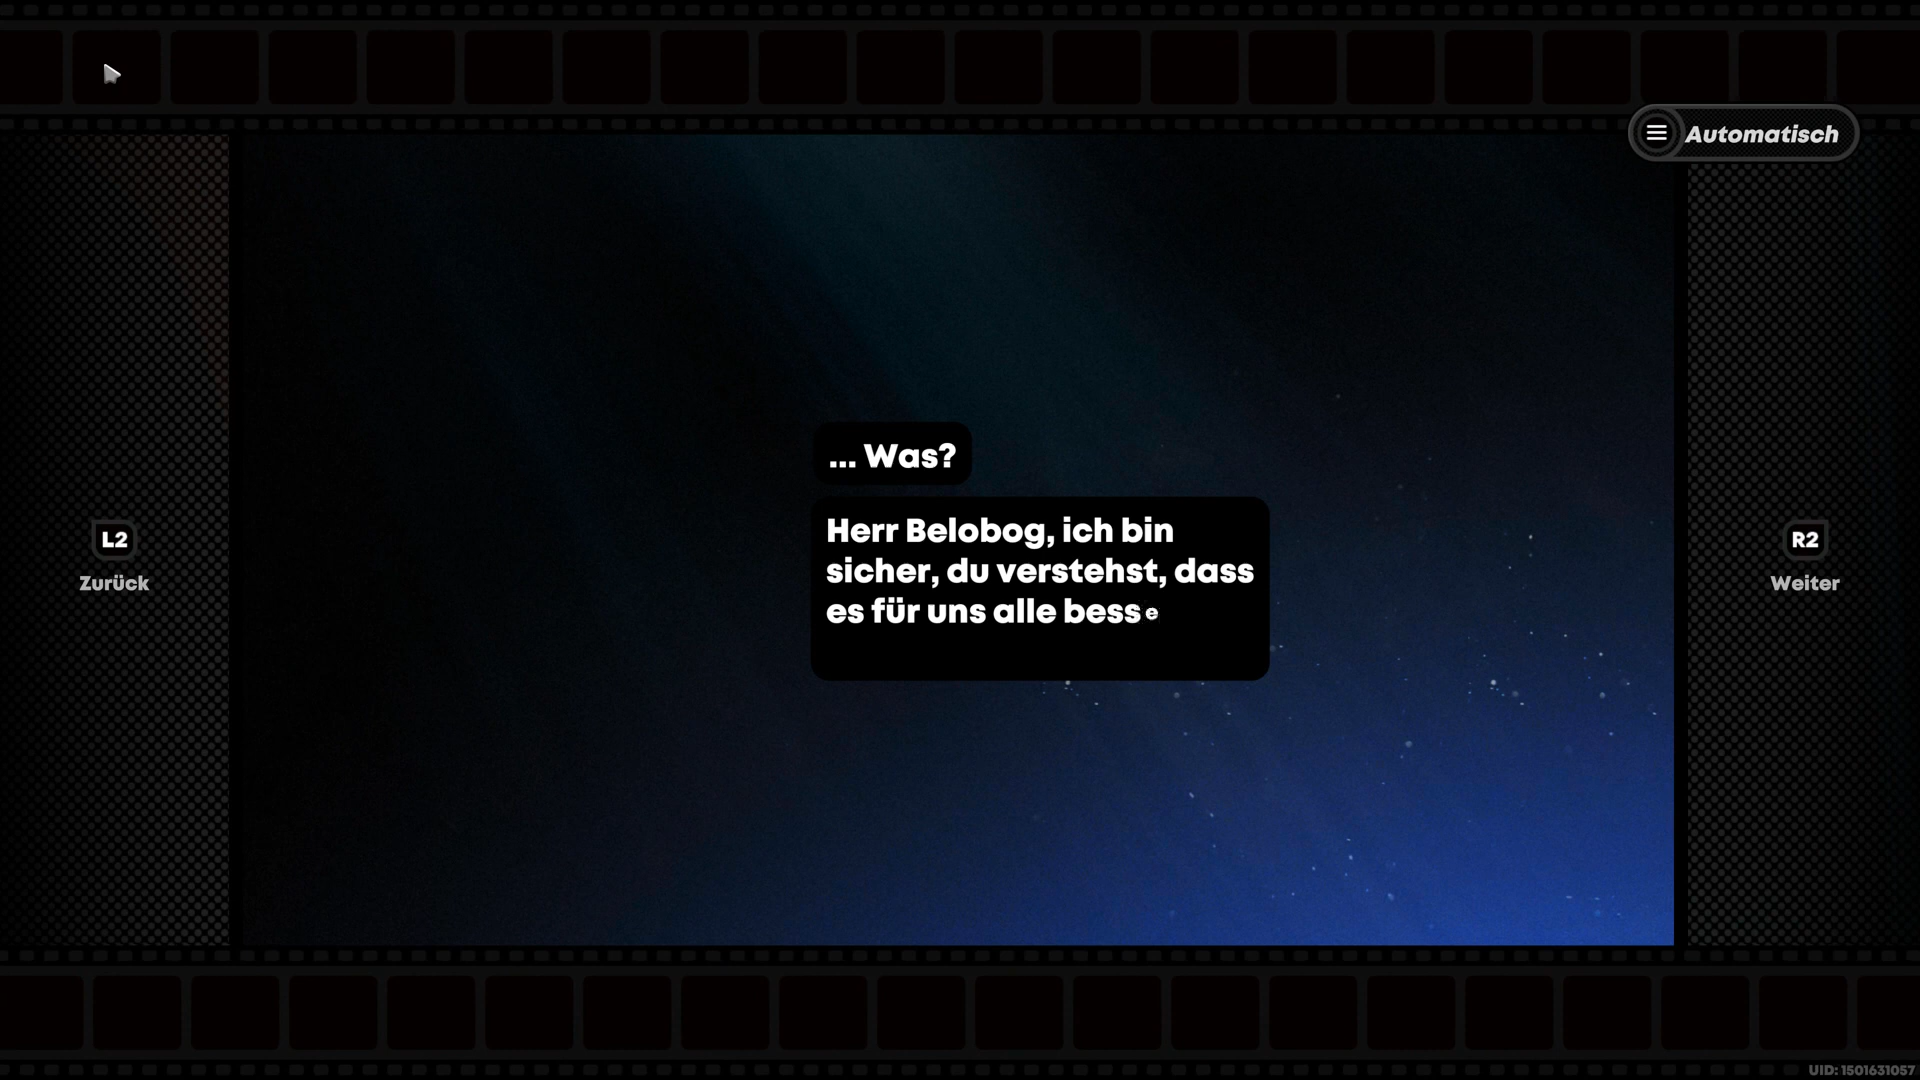 Automatisch
... Was?
Herr Belobog, ich bin
sicher, du verstehst, dass
es für uns alle besse
L2
Zurück
R2
Weiter
UID: 1501631057